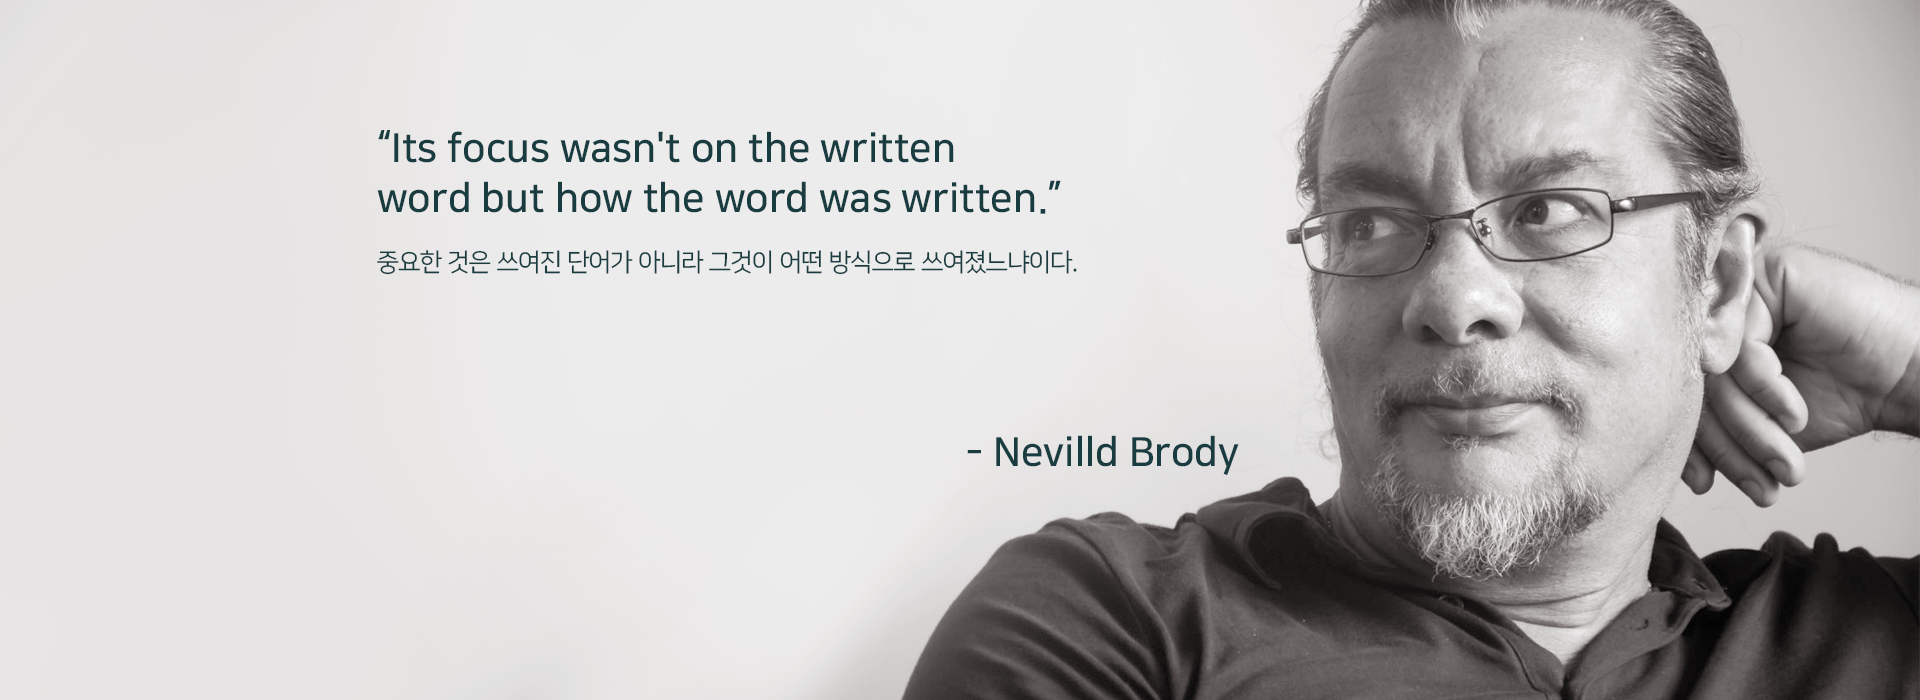 “Its focus wasn't on the written
word but how the word was written.”
중요한 것은 쓰여진 단어가 아니라 그것이 어떤 방식으로 쓰여졌느냐이다.
- Nevilld Brody